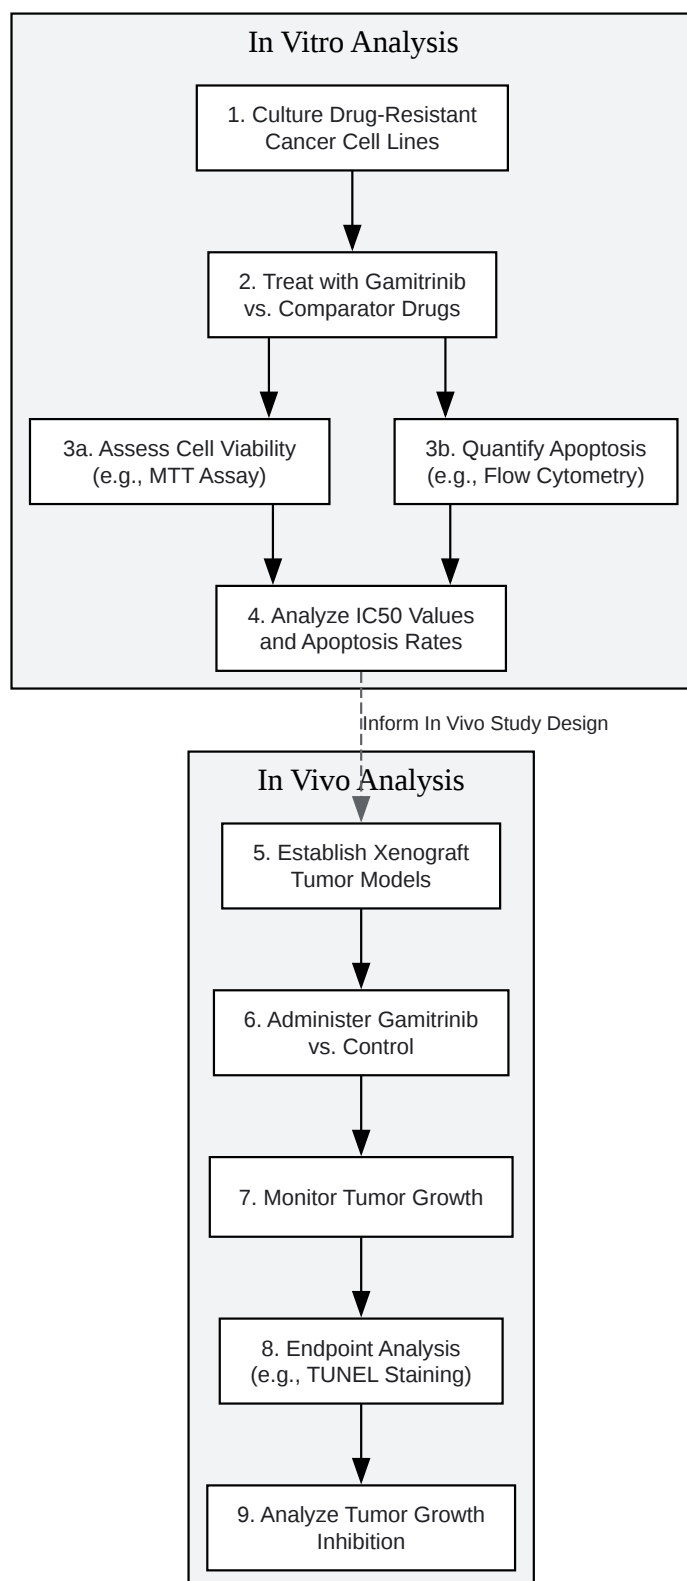 In Vitro Analysis
1. Culture Drug-Resistant
Cancer Cell Lines
2. Treat with Gamitrinib
vs. Comparator Drugs
3a. Assess Cell Viability
(e.g., MTT Assay)
3b. Quantify Apoptosis
(e.g., Flow Cytometry)
4. Analyze IC50 Values
and Apoptosis Rates
Inform In Vivo Study Design
In Vivo Analysis
5. Establish Xenograft
Tumor Models
6. Administer Gamitrinib
vs. Control
7. Monitor Tumor Growth
8. Endpoint Analysis
(e.g., TUNEL Staining)
9. Analyze Tumor Growth
Inhibition